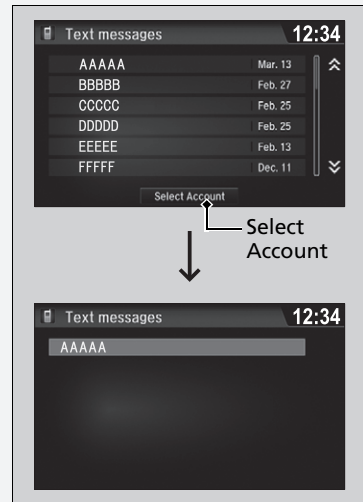 Text messages 12:34
AAAAA Mar. 13
BBBBB Feb. 27
CCCCC Feb. 25
DDDDD Feb. 25
EEEEE Feb. 13
FFFFF Dec. 11
Select Account
Select
Account
Text messages 12:34
AAAAA